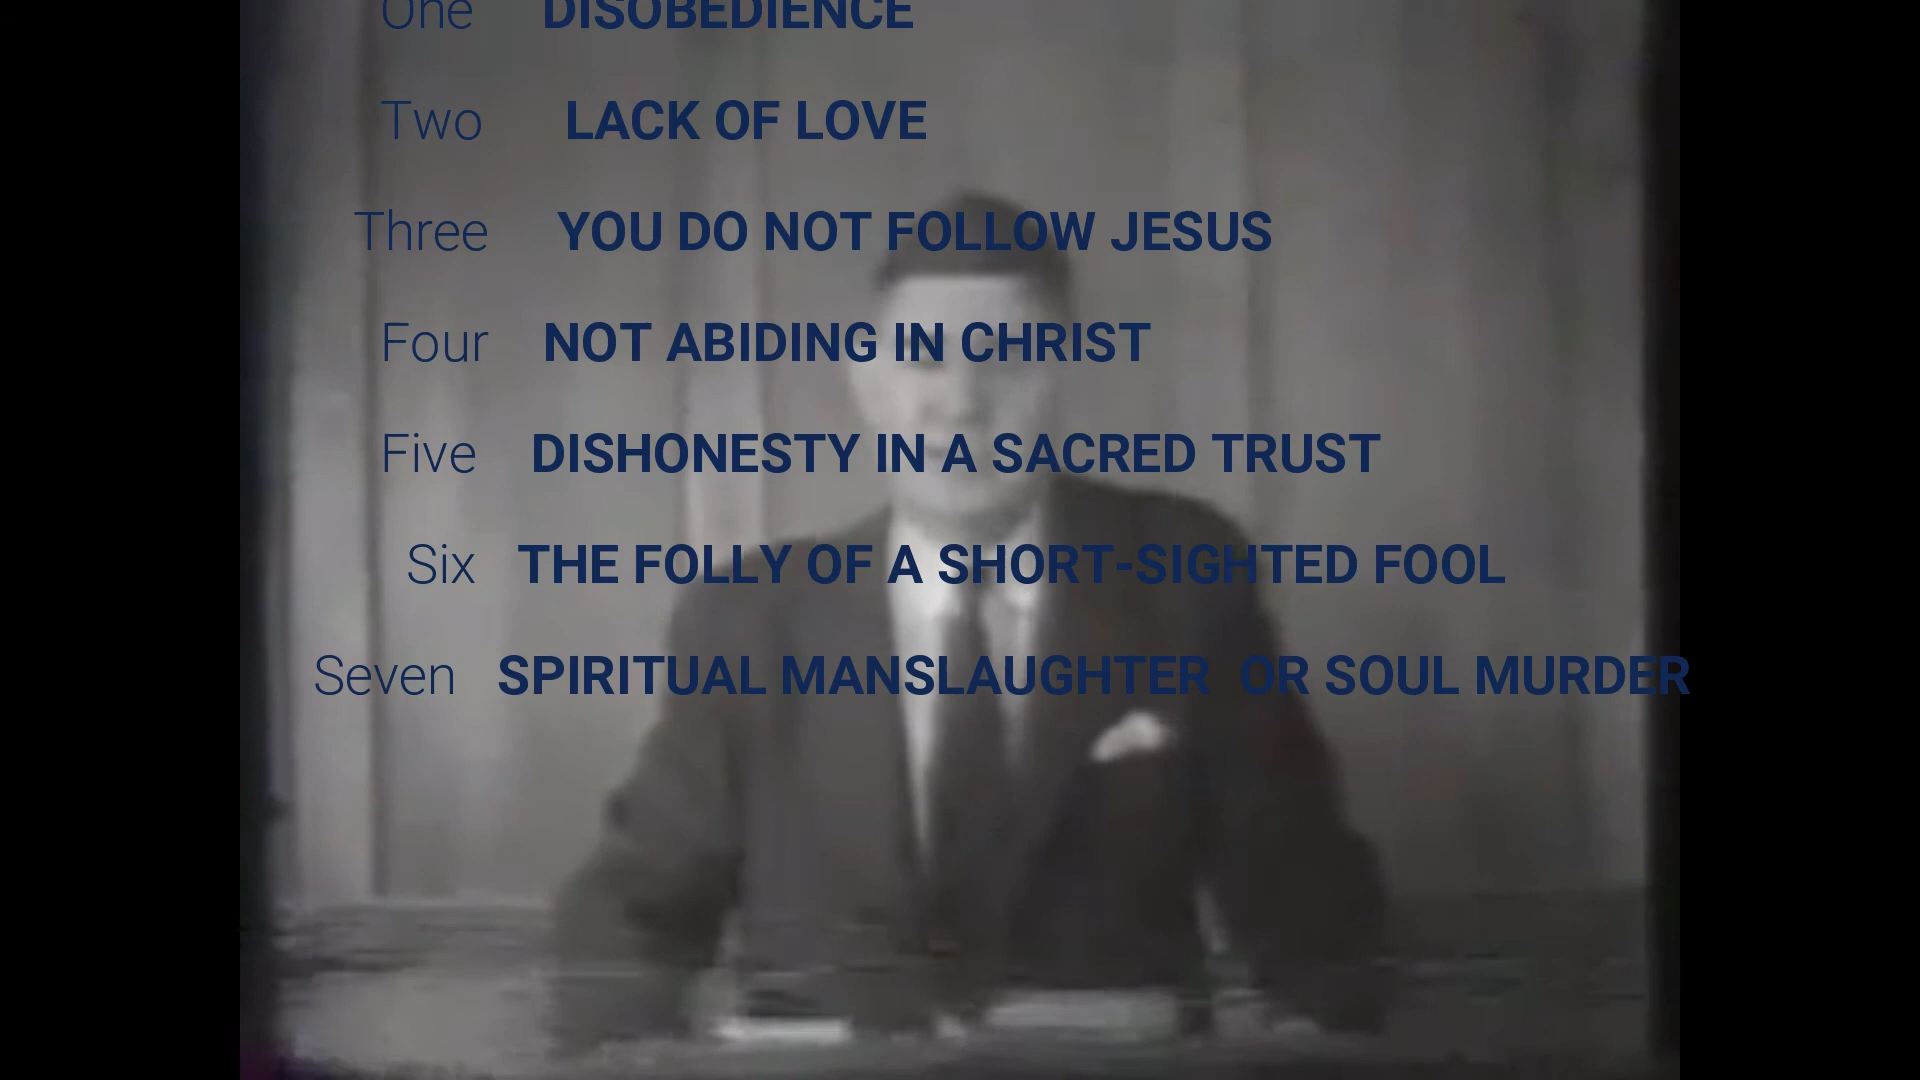 One DISOBEDIENCE
Two LACK OF LOVE
Three YOU DO NOT FOLLOW JESUS
Four NOT ABIDING IN CHRIST
Five DISHONESTY IN A SACRED TRUST
Six THE FOLLY OF A SHORT-SIGHTED FOOL
Seven SPIRITUAL MANSLAUGHTER OR SOUL MURDER